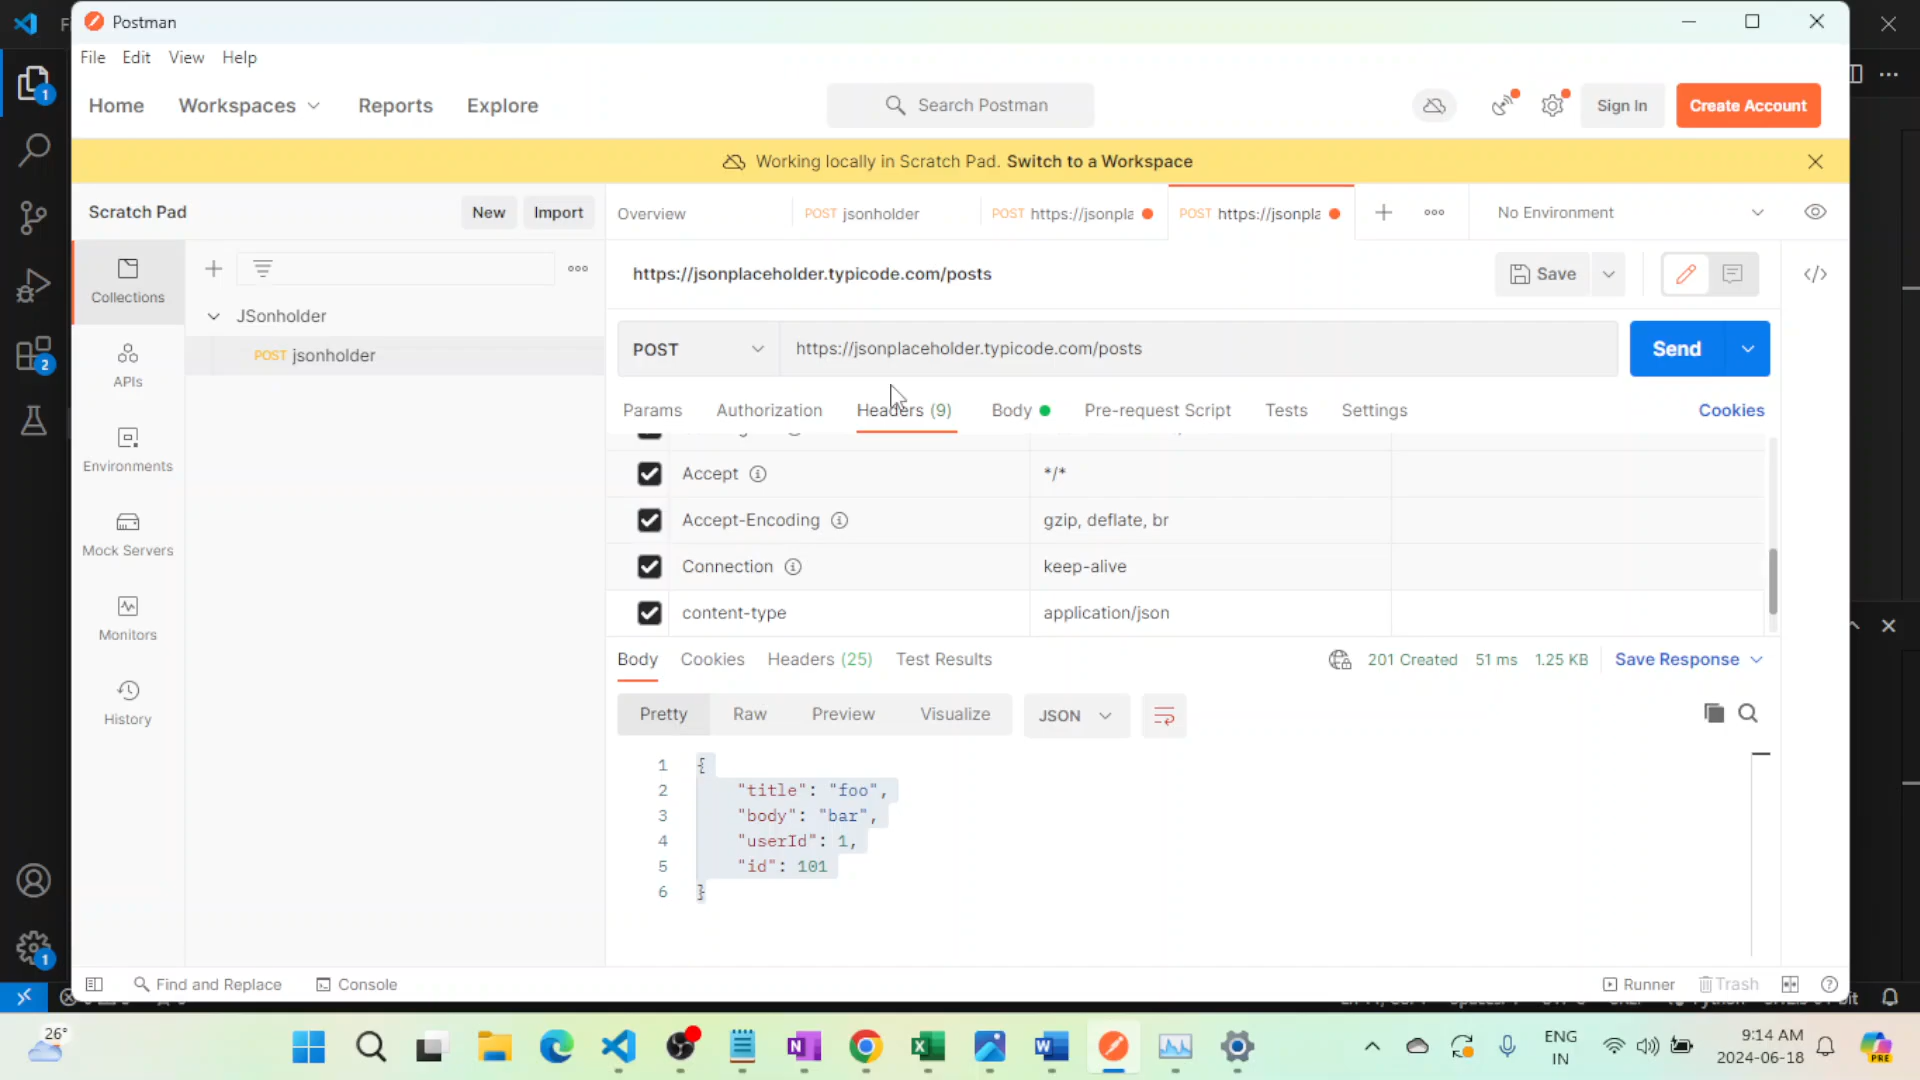 Postman
File Edit View Help
Home Workspaces Reports Explore Search Postman Sign In Create Account
Working locally in Scratch Pad. Switch to a Workspace
Scratch Pad New Import Overview POST jsonholder POST https://jsonpla POST https://jsonpla No Environment
Collections
JSonholder
POST jsonholder
APIs
Environments
Mock Servers
Monitors
History
https://jsonplaceholder.typicode.com/posts Save
POST https://jsonplaceholder.typicode.com/posts Send
Params Authorization Headers (9) Body Pre-request Script Tests Settings Cookies
Accept */*
Accept-Encoding gzip, deflate, br
Connection keep-alive
content-type application/json
Body Cookies Headers (25) Test Results 201 Created 51 ms 1.25 KB Save Response
Pretty Raw Preview Visualize JSON
1 {
2 "title": "foo",
3 "body": "bar",
4 "userId": 1,
5 "id": 101
6 }
Find and Replace Console Runner Trash
26°
ENG
IN
9:14 AM
2024-06-18
PRE
1
2
1